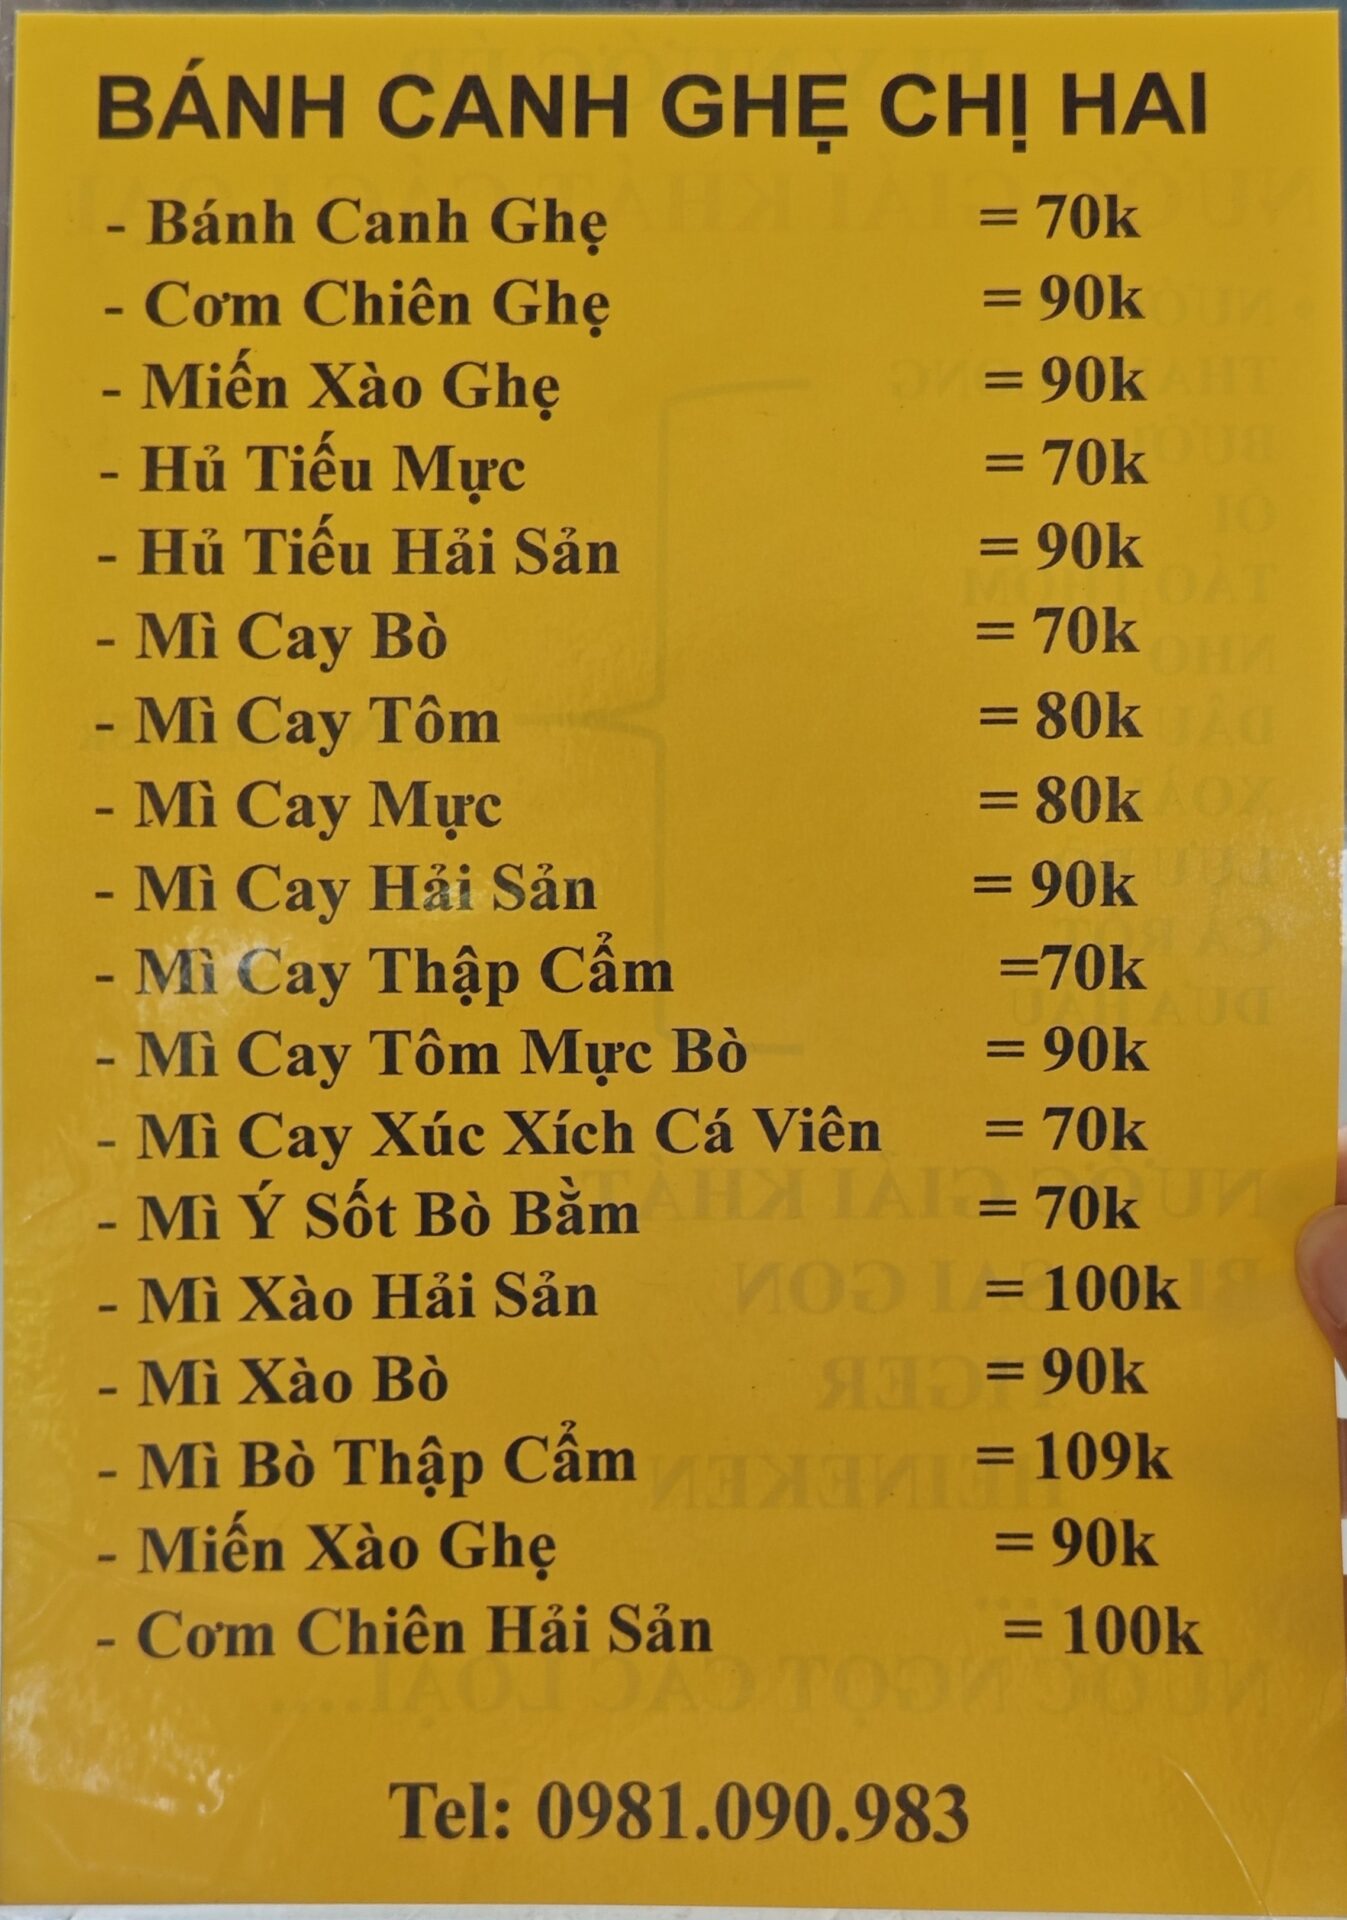 BÁNH CANH GHẸ CHỊ HAI
- Bánh Canh Ghẹ = 70k
- Cơm Chiên Ghẹ = 90k
- Miến Xào Ghẹ = 90k
- Hủ Tiếu Mực = 70k
- Hủ Tiếu Hải Sản = 90k
- Mì Cay Bò = 70k
- Mì Cay Tôm = 80k
- Mì Cay Mực = 80k
- Mì Cay Hải Sản = 90k
- Mì Cay Thập Cẩm =70k
- Mì Cay Tôm Mực Bò = 90k
- Mì Cay Xúc Xích Cá Viên = 70k
- Mì Ý Sốt Bò Bằm = 70k
- Mì Xào Hải Sản = 100k
- Mì Xào Bò = 90k
- Mì Bò Thập Cẩm = 109k
- Miến Xào Ghẹ = 90k
- Cơm Chiên Hải Sản = 100k
Tel: 0981.090.983